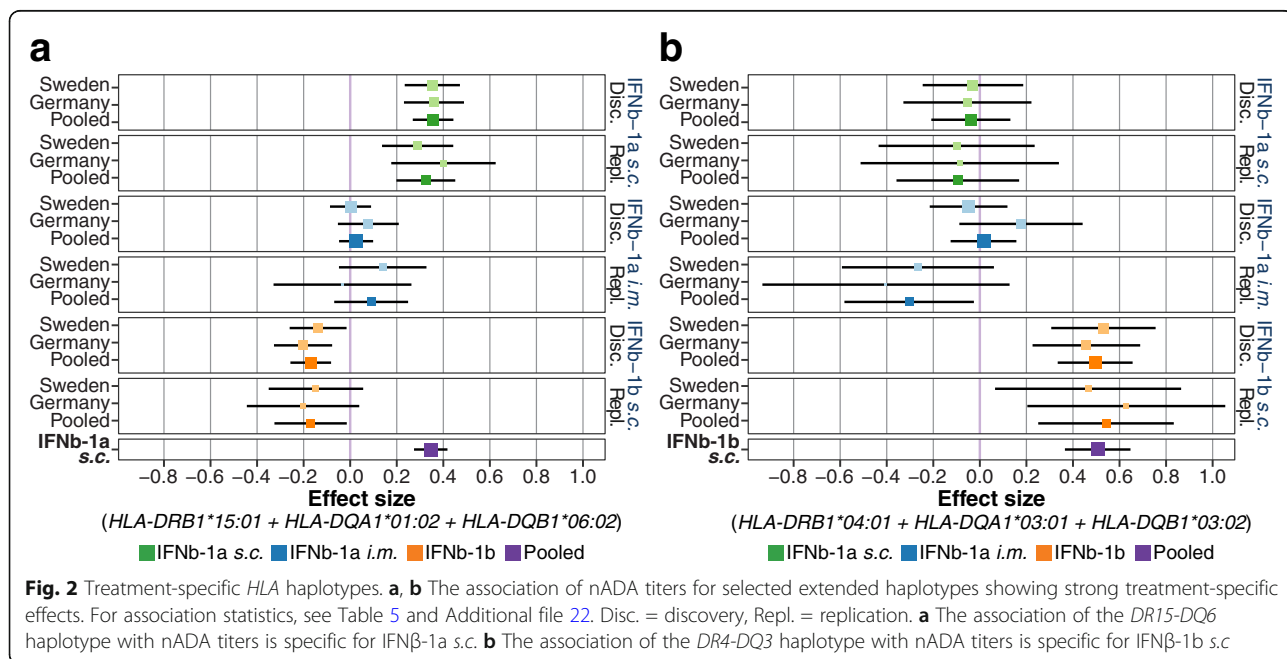 a
Sweden
Germany
Pooled
Disc.
Sweden
Germany
Pooled
Repl.
IFNb−1a s.c.
Sweden
Germany
Pooled
Disc.
Sweden
Germany
Pooled
Repl.
IFNb−1a i.m.
Sweden
Germany
Pooled
Disc.
Sweden
Germany
Pooled
Repl.
IFNb−1b s.c.
IFNb-1a
s.c.
−0.8 −0.6 −0.4 −0.2 0.0 0.2 0.4 0.6 0.8 1.0
Effect size
(HLA-DRB1*15:01 + HLA-DQA1*01:02 + HLA-DQB1*06:02)
IFNb-1a s.c. IFNb-1a i.m. IFNb-1b Pooled
b
Sweden
Germany
Pooled
Disc.
Sweden
Germany
Pooled
Repl.
IFNb−1a s.c.
Sweden
Germany
Pooled
Disc.
Sweden
Germany
Pooled
Repl.
IFNb−1a i.m.
Sweden
Germany
Pooled
Disc.
Sweden
Germany
Pooled
Repl.
IFNb−1b s.c.
IFNb-1b
s.c.
−0.8 −0.6 −0.4 −0.2 0.0 0.2 0.4 0.6 0.8 1.0
Effect size
(HLA-DRB1*04:01 + HLA-DQA1*03:01 + HLA-DQB1*03:02)
IFNb-1a s.c. IFNb-1a i.m. IFNb-1b Pooled
Fig. 2 Treatment-specific HLA haplotypes. a, b The association of nADA titers for selected extended haplotypes showing strong treatment-specific
effects. For association statistics, see Table 5 and Additional file 22. Disc. = discovery, Repl. = replication. a The association of the DR15-DQ6
haplotype with nADA titers is specific for IFNβ-1a s.c. b The association of the DR4-DQ3 haplotype with nADA titers is specific for IFNβ-1b s.c